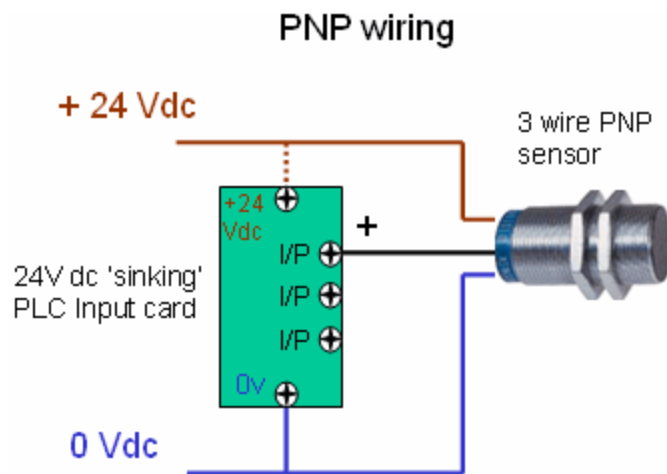 PNP wiring
+ 24 Vdc
3 wire PNP
sensor
+24
Vdc
+
I/P
24V dc 'sinking'
PLC Input card
I/P
I/P
0v
0 Vdc